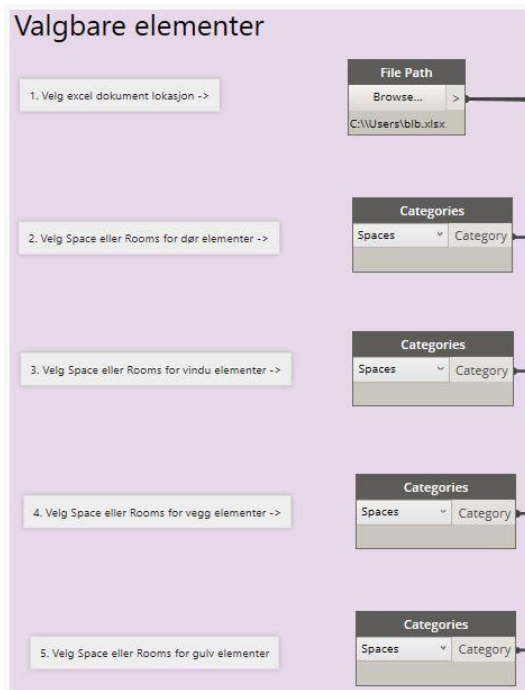 Valgbare elementer
File Path
1. Velg excel dokument lokasjon ->
Browse... >
C:\\Users\blb.xlsx
Categories
2. Velg Space eller Rooms for dør elementer ->
Spaces Category
Categories
3. Velg Space eller Rooms for vindu elementer ->
Spaces Category
Categories
4. Velg Space eller Rooms for vegg elementer ->
Spaces Category
Categories
5. Velg Space eller Rooms for gulv elementer
Spaces Category